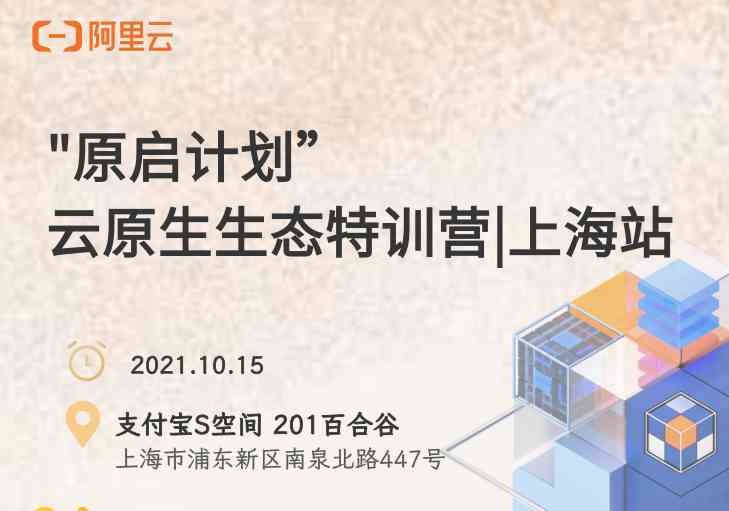 阿里云
"原启计划”
云原生生态特训营|上海站
2021.10.15
支付宝S空间 201百合谷
上海市浦东新区南泉北路447号